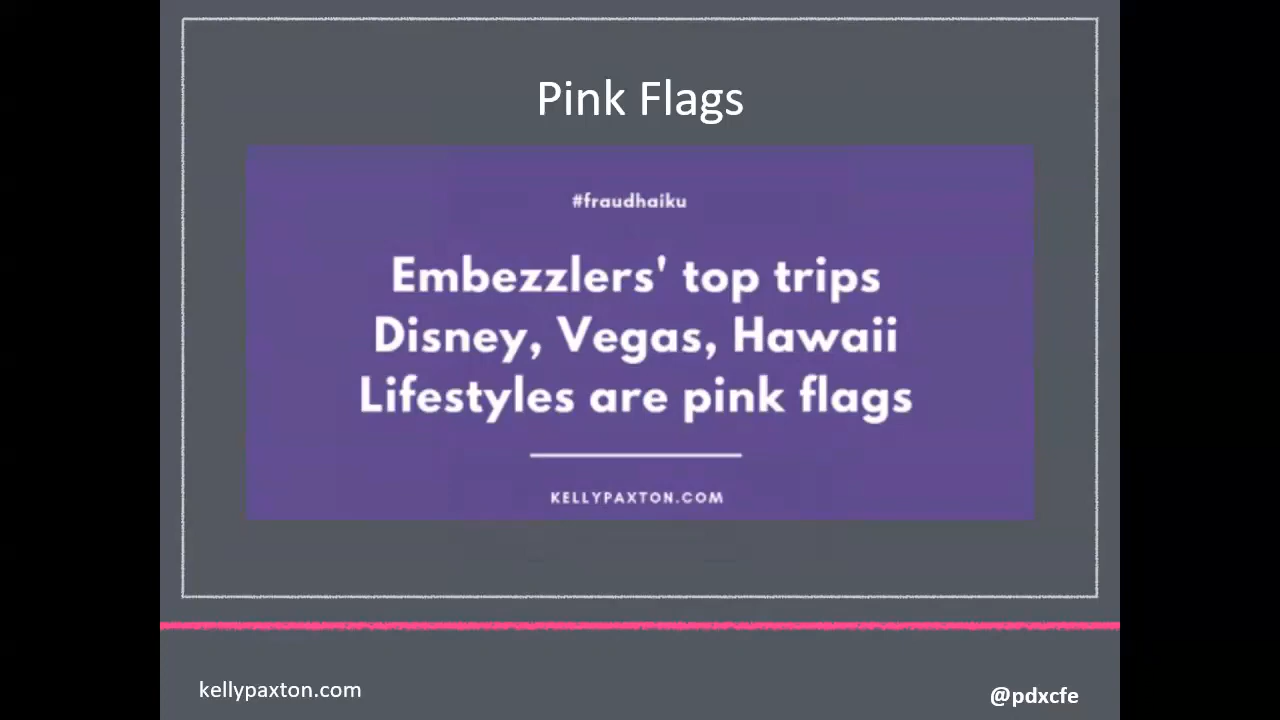 Pink Flags
#fraudhaiku
Embezzlers' top trips
Disney, Vegas, Hawaii
Lifestyles are pink flags
KELLYPAXTON.COM
kellypaxton.com
@pdxcfe